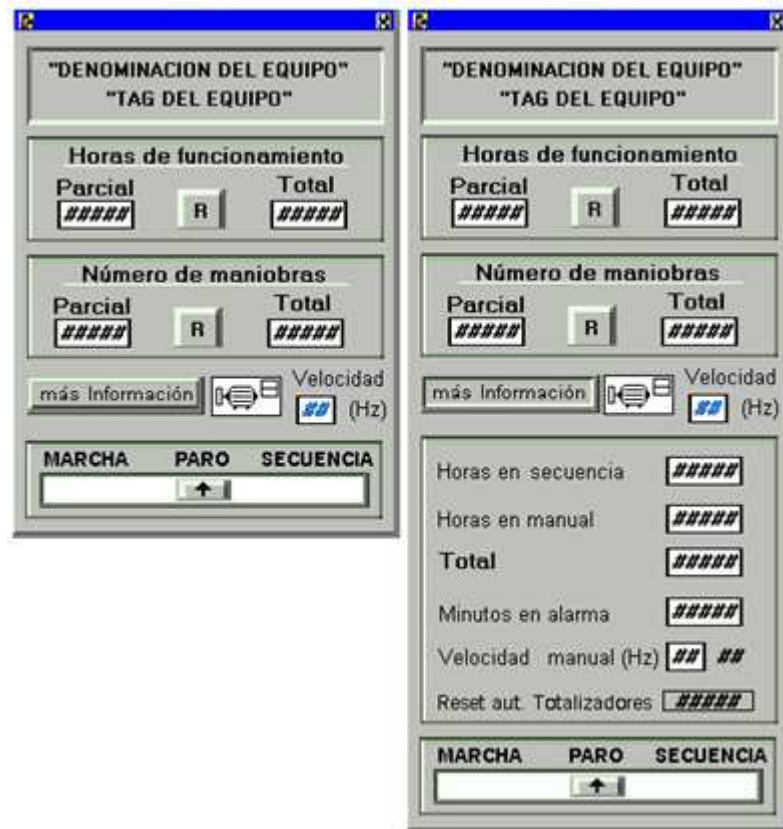 "DENOMINACION DEL EQUIPO"
"TAG DEL EQUIPO"
Horas de funcionamiento
Parcial Total
##### R #####
Número de maniobras
Parcial Total
##### R #####
más Información Velocidad
## (Hz)
MARCHA PARO SECUENCIA
"DENOMINACION DEL EQUIPO"
"TAG DEL EQUIPO"
Horas de funcionamiento
Parcial Total
##### R #####
Número de maniobras
Parcial Total
##### R #####
más Información Velocidad
## (Hz)
Horas en secuencia #####
Horas en manual #####
Total #####
Minutos en alarma #####
Velocidad manual (Hz) ## ##
Reset aut. Totalizadores #####
MARCHA PARO SECUENCIA